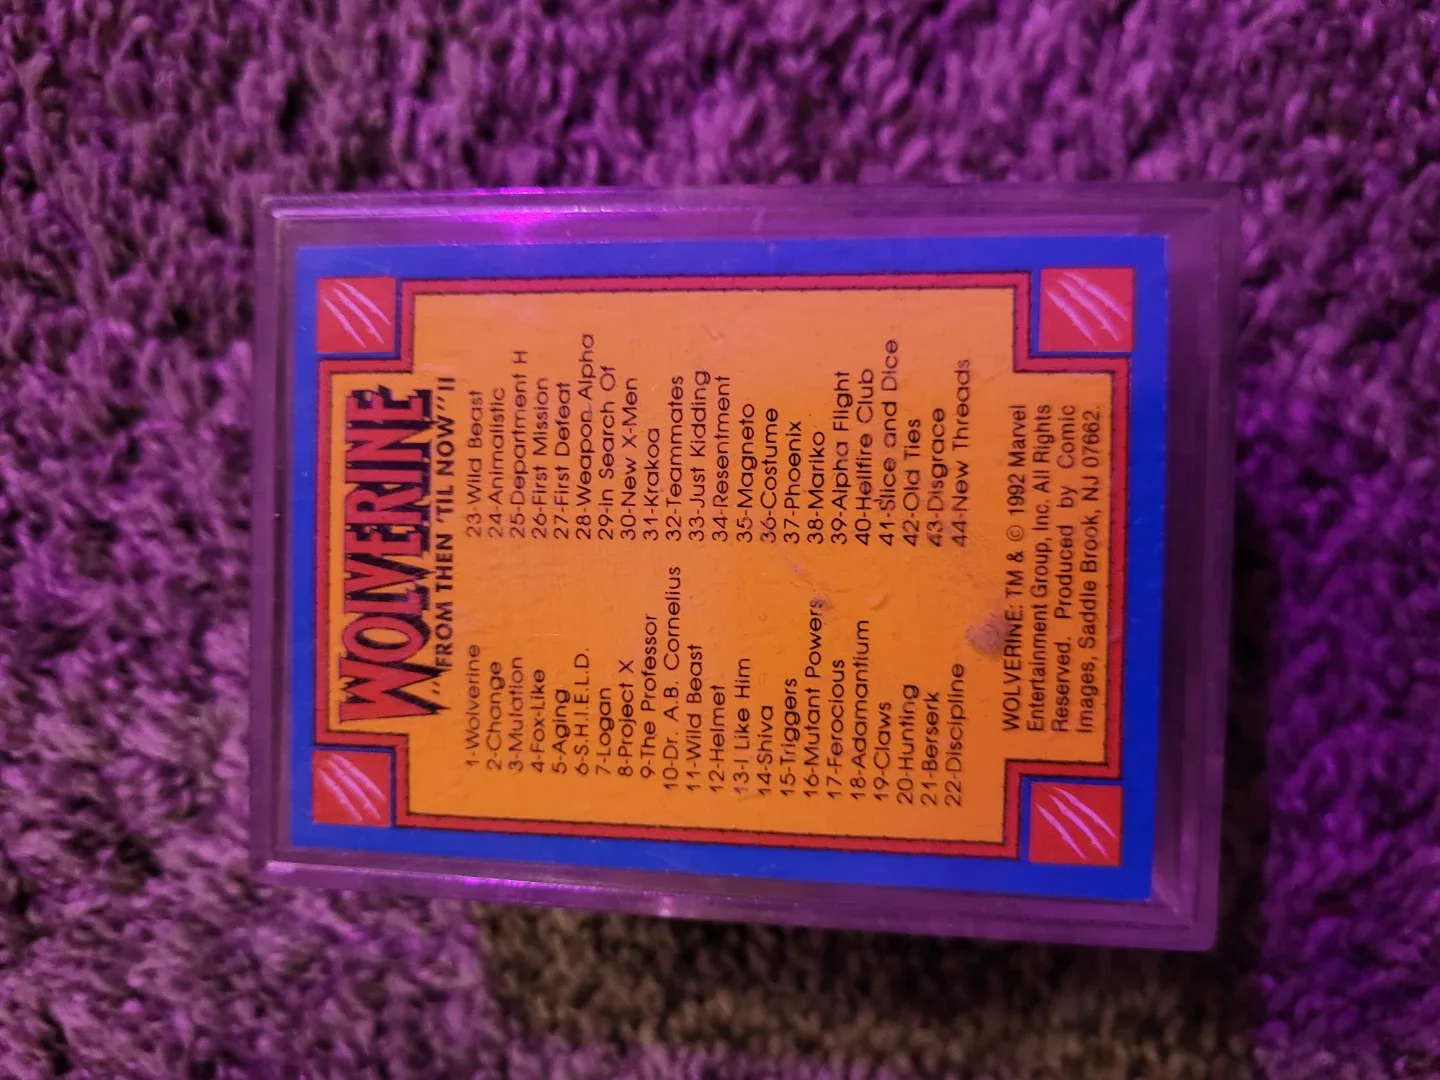 WOLVERINE
"FROM THEN 'TIL NOW" II
1-Wolverine
2-Change
3-Mutation
4-Fox-Like
5-Aging
6-S.H.I.E.L.D.
7-Logan
8-Project X
9-The Professor
10-Dr. A.B. Cornelius
11-Wild Beast
12-Helmet
13-I Like Him
14-Shiva
15-Triggers
16-Mutant Powers
17-Ferocious
18-Adamantium
19-Claws
20-Hunting
21-Berserk
22-Discipline
23-Wild Beast
24-Animalistic
25-Department H
26-First Mission
27-First Defeat
28-Weapon Alpha
29-In Search Of
30-New X-Men
31-Krakoa
32-Teammates
33-Just Kidding
34-Resentment
35-Magneto
36-Costume
37-Phoenix
38-Mariko
39-Alpha Flight
40-Hellfire Club
41-Slice and Dice
42-Old Ties
43-Disgrace
44-New Threads
WOLVERINE: TM & © 1992 Marvel
Entertainment Group, Inc. All Rights
Reserved. Produced by Comic
Images, Saddle Brook, NJ 07662.